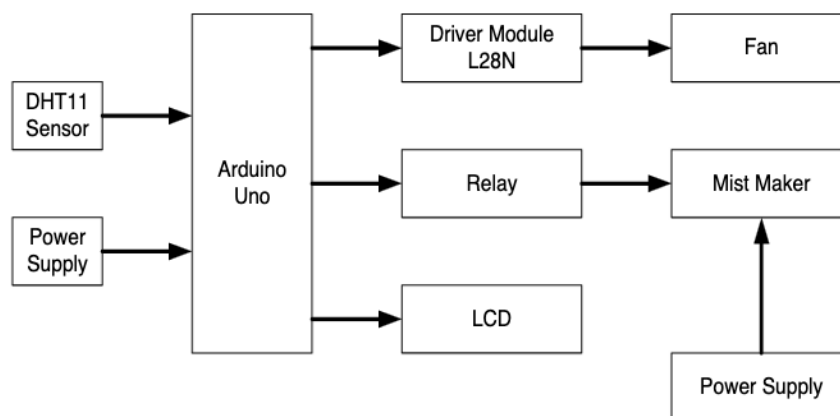 Driver Module
L28N
Fan
DHT11
Sensor
Arduino
Uno
Relay
Mist Maker
Power
Supply
LCD
Power Supply